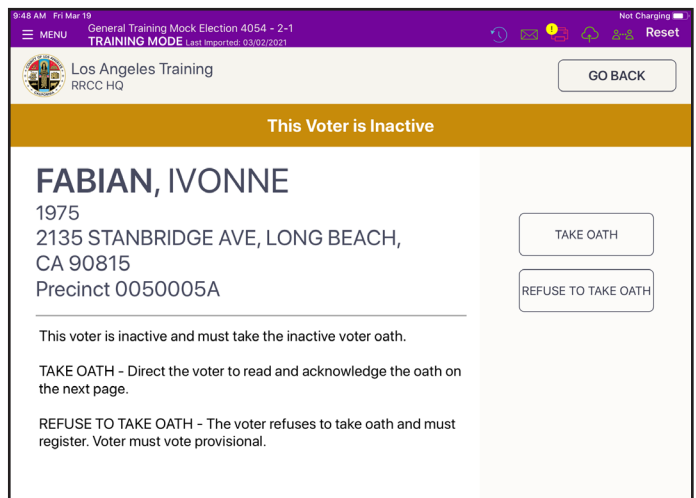 9:48 AM Fri Mar 19
Not Charging
MENU
General Training Mock Election 4054 - 2-1
TRAINING MODE Last Imported: 03/02/2021
Reset
Los Angeles Training
RRCC HQ
GO BACK
This Voter is Inactive
FABIAN, IVONNE
1975
2135 STANBRIDGE AVE, LONG BEACH,
CA 90815
Precinct 0050005A
TAKE OATH
REFUSE TO TAKE OATH
This voter is inactive and must take the inactive voter oath.
TAKE OATH - Direct the voter to read and acknowledge the oath on
the next page.
REFUSE TO TAKE OATH - The voter refuses to take oath and must
register. Voter must vote provisional.